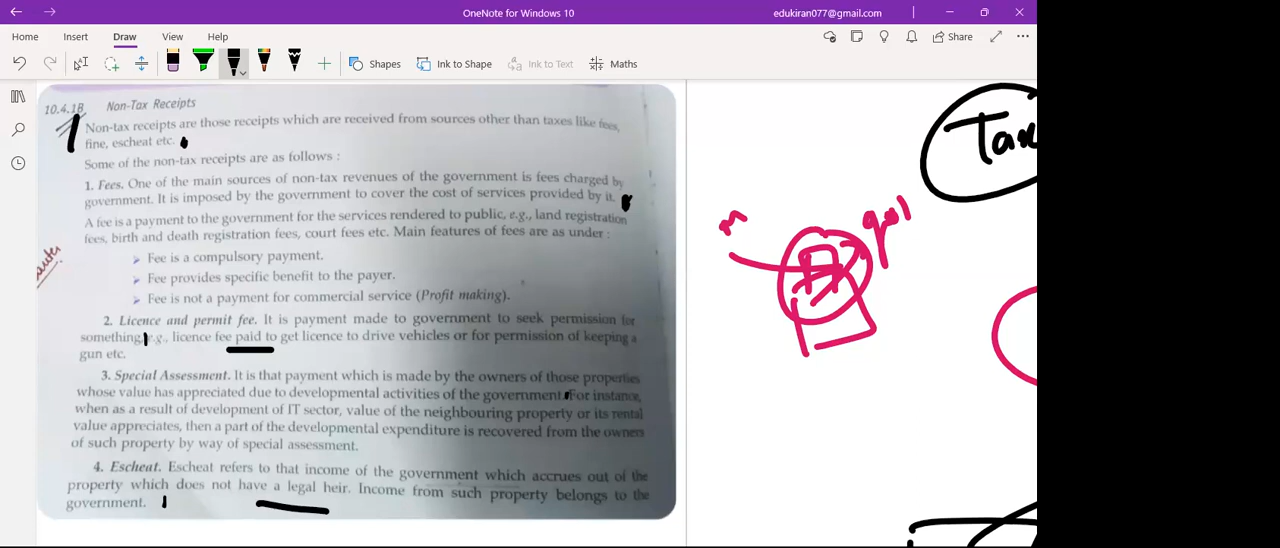 OneNote for Windows 10
edukiran077@gmail.com
Home Insert Draw View Help
Share
Shapes Ink to Shape Ink to Text Maths
10.4.1B Non-Tax Receipts
Non-tax receipts are those receipts which are received from sources other than taxes like fees,
fine, escheat etc.
Some of the non-tax receipts are as follows :
1. Fees. One of the main sources of non-tax revenues of the government is fees charged by
government. It is imposed by the government to cover the cost of services provided by it.
A fee is a payment to the government for the services rendered to public, e.g., land registration
fees, birth and death registration fees, court fees etc. Main features of fees are as under :
Fee is a compulsory payment.
Fee provides specific benefit to the payer.
Fee is not a payment for commercial service (Profit making).
2. Licence and permit fee. It is payment made to government to seek permission for
something, e.g., licence fee paid to get licence to drive vehicles or for permission of keeping a
gun etc.
3. Special Assessment. It is that payment which is made by the owners of those properties
whose value has appreciated due to developmental activities of the government. For instance,
when as a result of development of IT sector, value of the neighbouring property or its rental
value appreciates, then a part of the developmental expenditure is recovered from the owners
of such property by way of special assessment.
4. Escheat. Escheat refers to that income of the government which accrues out of the
property which does not have a legal heir. Income from such property belongs to the
government.
Tax